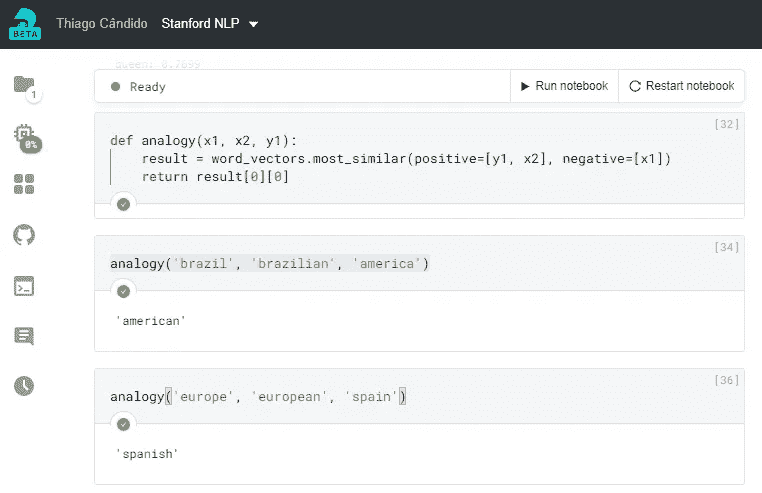 BETA
Thiago Cândido Stanford NLP
queen: 0.7699
Ready Run notebook Restart notebook
1
0%
[32]
def analogy(x1, x2, y1):
    result = word_vectors.most_similar(positive=[y1, x2], negative=[x1])
    return result[0][0]
[34]
analogy('brazil', 'brazilian', 'america')
'american'
[36]
analogy('europe', 'european', 'spain')
'spanish'